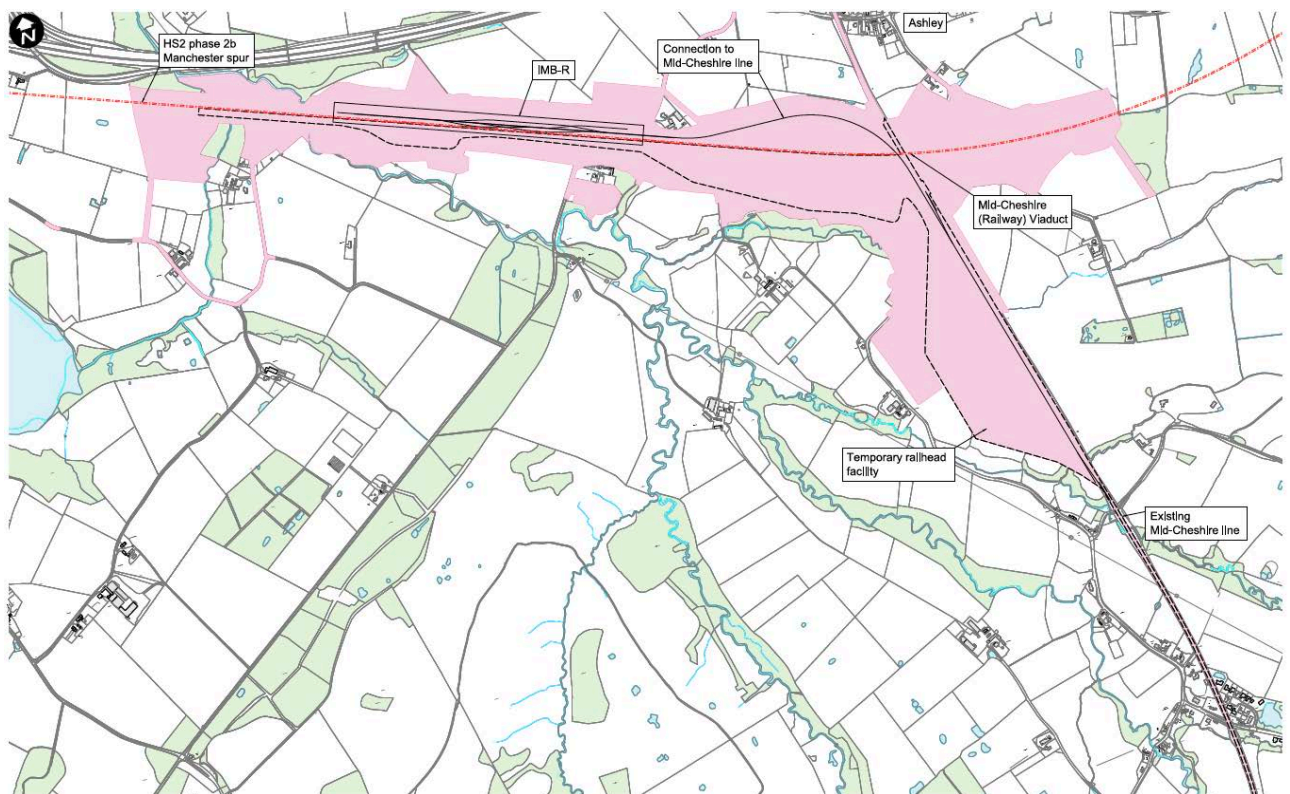 N
Ashley
HS2 phase 2b
Manchester spur
IMB-R
Connection to
Mid-Cheshire line
Mid-Cheshire
(Railway) Viaduct
Temporary railhead
facility
Existing
Mid-Cheshire line